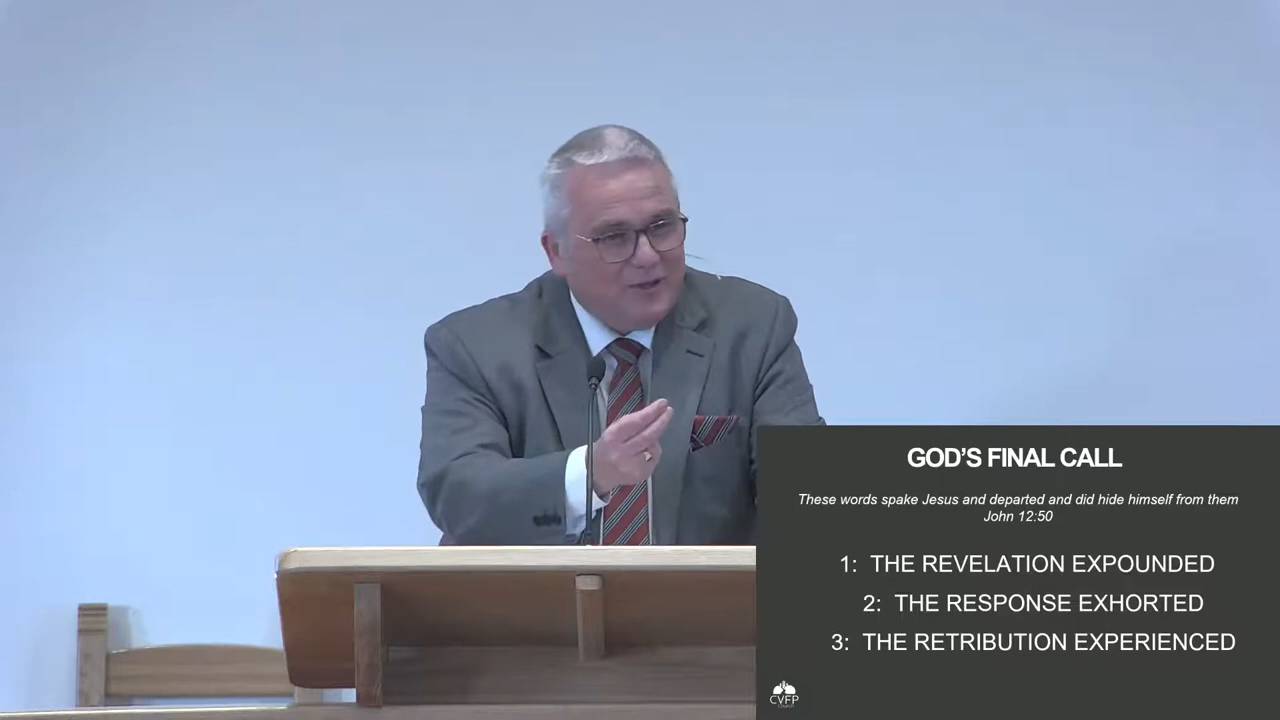 GOD'S FINAL CALL
These words spake Jesus and departed and did hide himself from them
John 12:50
1: THE REVELATION EXPOUNDED
2: THE RESPONSE EXHORTED
3: THE RETRIBUTION EXPERIENCED
CVFP
Church